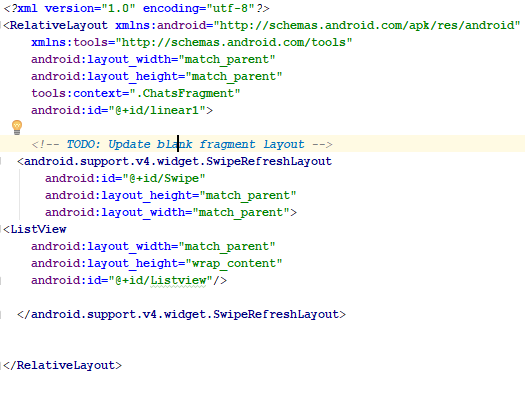 <?xml version="1.0" encoding="utf-8"?>
<RelativeLayout xmlns:android="http://schemas.android.com/apk/res/android"
    xmlns:tools="http://schemas.android.com/tools"
    android:layout_width="match_parent"
    android:layout_height="match_parent"
    tools:context=".ChatsFragment"
    android:id="@+id/linear1">
    <!-- TODO: Update blank fragment layout -->
  <android.support.v4.widget.SwipeRefreshLayout
      android:id="@+id/Swipe"
      android:layout_height="match_parent"
      android:layout_width="match_parent">
<ListView
    android:layout_width="match_parent"
    android:layout_height="wrap_content"
    android:id="@+id/Listview"/>
  </android.support.v4.widget.SwipeRefreshLayout>
</RelativeLayout>